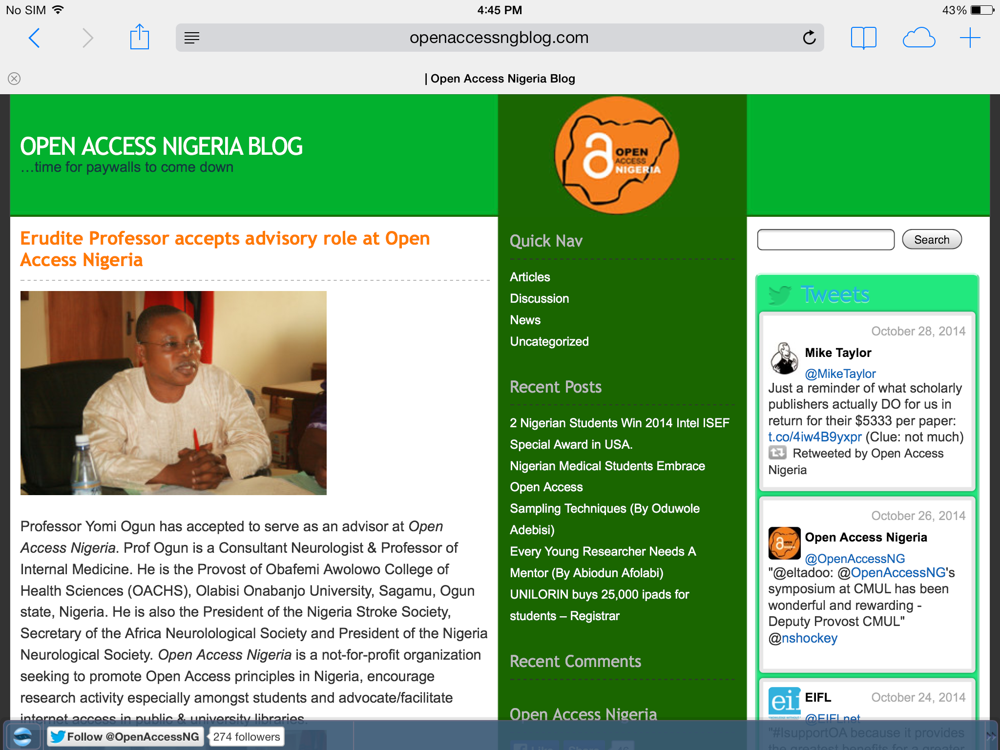 No SIM
4:45 PM
43%
openaccessngblog.com
| Open Access Nigeria Blog
OPEN ACCESS NIGERIA BLOG
...time for paywalls to come down
a OPEN
ACCESS
NIGERIA
Erudite Professor accepts advisory role at Open
Access Nigeria
Professor Yomi Ogun has accepted to serve as an advisor at Open
Access Nigeria. Prof Ogun is a Consultant Neurologist & Professor of
Internal Medicine. He is the Provost of Obafemi Awolowo College of
Health Sciences (OACHS), Olabisi Onabanjo University, Sagamu, Ogun
state, Nigeria. He is also the President of the Nigeria Stroke Society,
Secretary of the Africa Neurolological Society and President of the Nigeria
Neurological Society. Open Access Nigeria is a not-for-profit organization
seeking to promote Open Access principles in Nigeria, encourage
research activity especially amongst students and advocate/facilitate
internet access in public & university libraries.
Quick Nav
Articles
Discussion
News
Uncategorized
Recent Posts
2 Nigerian Students Win 2014 Intel ISEF
Special Award in USA.
Nigerian Medical Students Embrace
Open Access
Sampling Techniques (By Oduwole
Adebisi)
Every Young Researcher Needs A
Mentor (By Abiodun Afolabi)
UNILORIN buys 25,000 ipads for
students – Registrar
Recent Comments
Open Access Nigeria
Like Share 46
Search
Tweets
October 28, 2014
Mike Taylor
@MikeTaylor
Just a reminder of what scholarly
publishers actually DO for us in
return for their $5333 per paper:
t.co/4iw4B9yxpr (Clue: not much)
Retweeted by Open Access
Nigeria
October 26, 2014
Open Access Nigeria
@OpenAccessNG
"@eltadoo: @OpenAccessNG's
symposium at CMUL has been
wonderful and rewarding -
Deputy Provost CMUL"
@nshockey
eifl
EIFL
October 24, 2014
@EIFLnet
"#IsupportOA because it provides
the greatest benefits for a greater
Follow @OpenAccessNG
274 followers